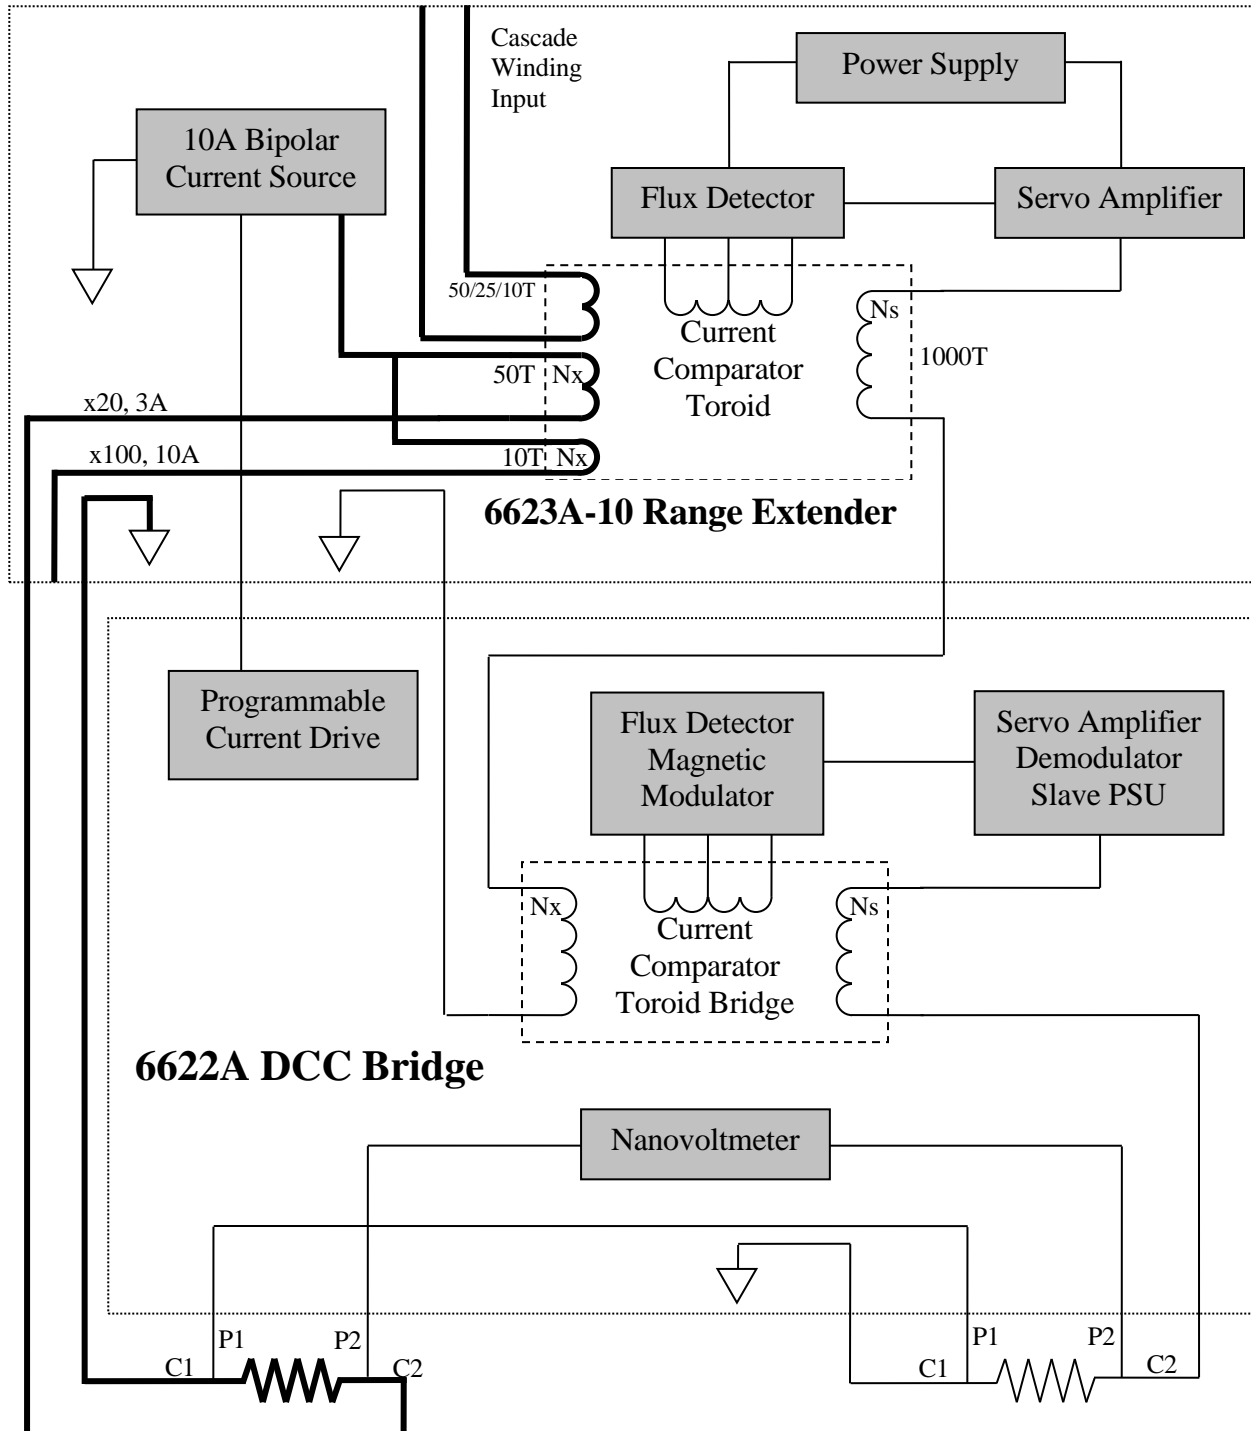 Cascade
Winding
Input
Power Supply
10A Bipolar
Current Source
Flux Detector
Servo Amplifier
50/25/10T
Ns
Current
Comparator
Toroid
1000T
50T
Nx
x20, 3A
x100, 10A
10T
Nx
6623A-10 Range Extender
Programmable
Current Drive
Flux Detector
Magnetic
Modulator
Servo Amplifier
Demodulator
Slave PSU
Nx
Ns
Current
Comparator
Toroid Bridge
6622A DCC Bridge
Nanovoltmeter
P1
P2
C1
C2
P1
P2
C1
C2